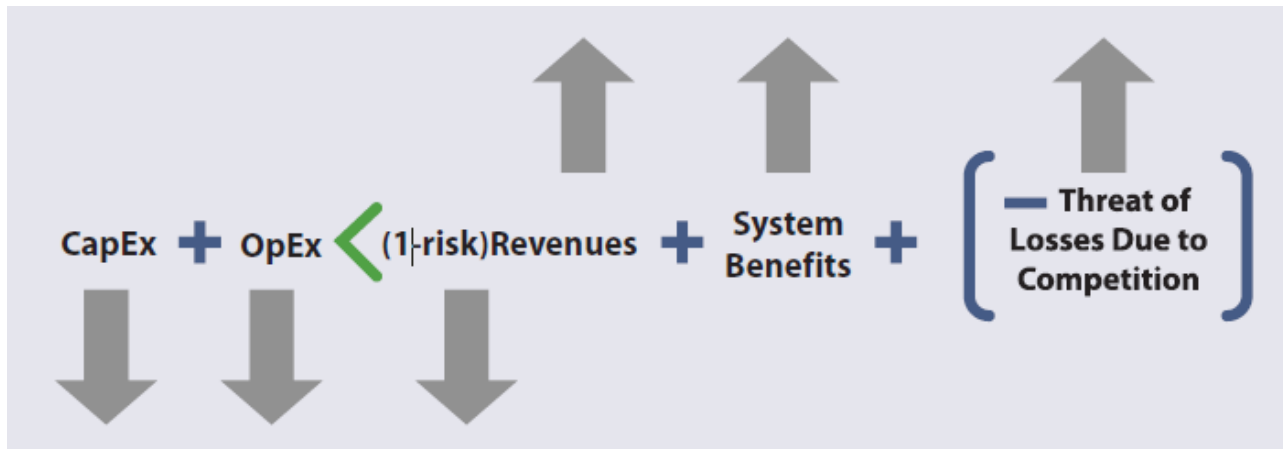 CapEx + OpEx < (1-risk)Revenues + System Benefits + [— Threat of Losses Due to Competition]